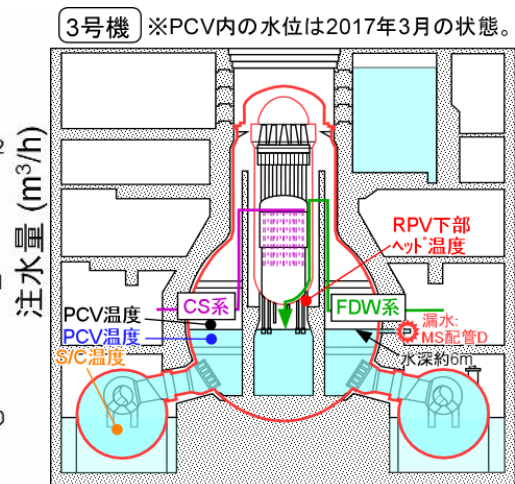 3号機 ※PCV内の水位は2017年3月の状態。
注水量 (m³/h)
RPV下部
ﾍｯﾄﾞ温度
CS系
FDW系
PCV温度
PCV温度
S/C温度
漏水:
MS配管D
水深約6m